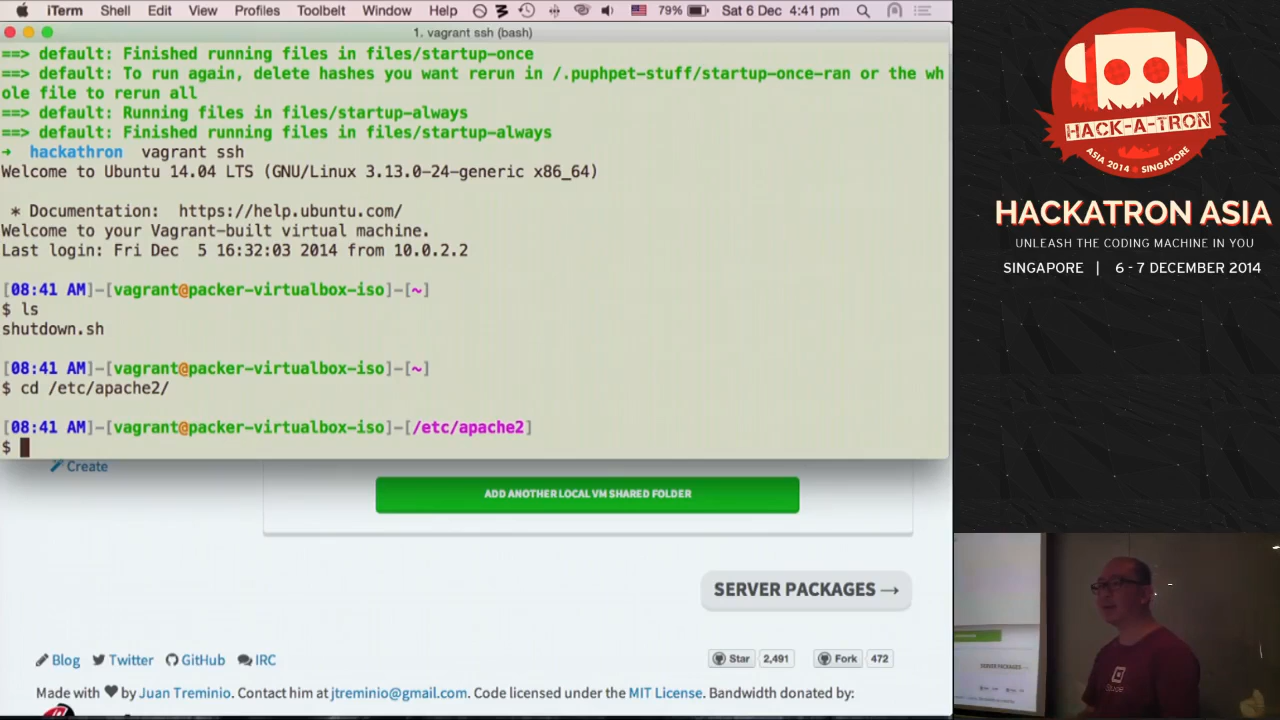 iTerm Shell Edit View Profiles Toolbelt Window Help 79% Sat 6 Dec 4:41 pm
1. vagrant ssh (bash)
==> default: Finished running files in files/startup-once
==> default: To run again, delete hashes you want rerun in /.puphpet-stuff/startup-once-ran or the wh
ole file to rerun all
==> default: Running files in files/startup-always
==> default: Finished running files in files/startup-always
→ hackathron vagrant ssh
Welcome to Ubuntu 14.04 LTS (GNU/Linux 3.13.0-24-generic x86_64)
* Documentation: https://help.ubuntu.com/
Welcome to your Vagrant-built virtual machine.
Last login: Fri Dec 5 16:32:03 2014 from 10.0.2.2
[08:41 AM]-[vagrant@packer-virtualbox-iso]-[~]
$ ls
shutdown.sh
[08:41 AM]-[vagrant@packer-virtualbox-iso]-[~]
$ cd /etc/apache2/
[08:41 AM]-[vagrant@packer-virtualbox-iso]-[/etc/apache2]
$
Create
ADD ANOTHER LOCAL VM SHARED FOLDER
SERVER PACKAGES →
Blog Twitter GitHub IRC
Star 2,491 Fork 472
Made with ♥ by Juan Treminio. Contact him at jtreminio@gmail.com. Code licensed under the MIT License. Bandwidth donated by:
HACK-A-TRON
ASIA 2014 SINGAPORE
HACKATRON ASIA
UNLEASH THE CODING MACHINE IN YOU
SINGAPORE | 6 - 7 DECEMBER 2014
SERVER PACKAGES